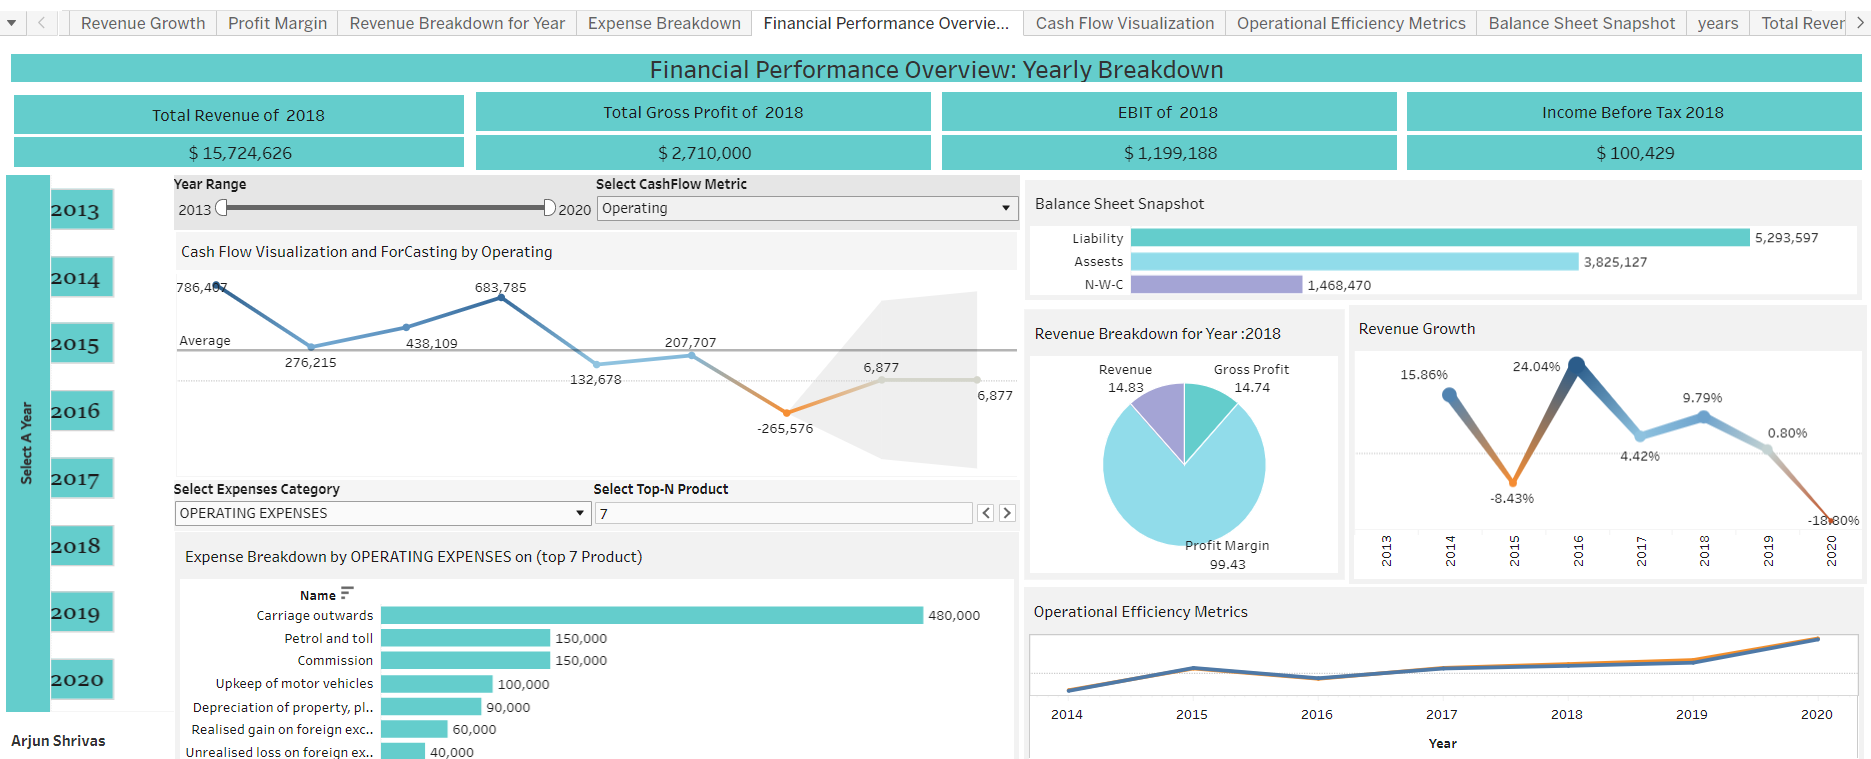 Revenue Growth
Profit Margin
Revenue Breakdown for Year
Expense Breakdown
Financial Performance Overvie...
Cash Flow Visualization
Operational Efficiency Metrics
Balance Sheet Snapshot
years
Total Rever
Financial Performance Overview: Yearly Breakdown
Total Revenue of 2018
$ 15,724,626
Total Gross Profit of 2018
$ 2,710,000
EBIT of 2018
$ 1,199,188
Income Before Tax 2018
$ 100,429
Select A Year
2013
2014
2015
2016
2017
2018
2019
2020
Arjun Shrivas
Year Range
2013
2020
Select CashFlow Metric
Operating
Cash Flow Visualization and ForCasting by Operating
786,407
276,215
438,109
683,785
132,678
207,707
-265,576
6,877
6,877
Average
Select Expenses Category
OPERATING EXPENSES
Select Top-N Product
7
Expense Breakdown by OPERATING EXPENSES on (top 7 Product)
Name
Carriage outwards 480,000
Petrol and toll 150,000
Commission 150,000
Upkeep of motor vehicles 100,000
Depreciation of property, pl.. 90,000
Realised gain on foreign exc.. 60,000
Unrealised loss on foreign ex.. 40,000
Balance Sheet Snapshot
Liability 5,293,597
Assests 3,825,127
N-W-C 1,468,470
Revenue Breakdown for Year :2018
Revenue
14.83
Gross Profit
14.74
Profit Margin
99.43
Revenue Growth
15.86%
-8.43%
24.04%
4.42%
9.79%
0.80%
-18.80%
2013
2014
2015
2016
2017
2018
2019
2020
Operational Efficiency Metrics
2014
2015
2016
2017
2018
2019
2020
Year